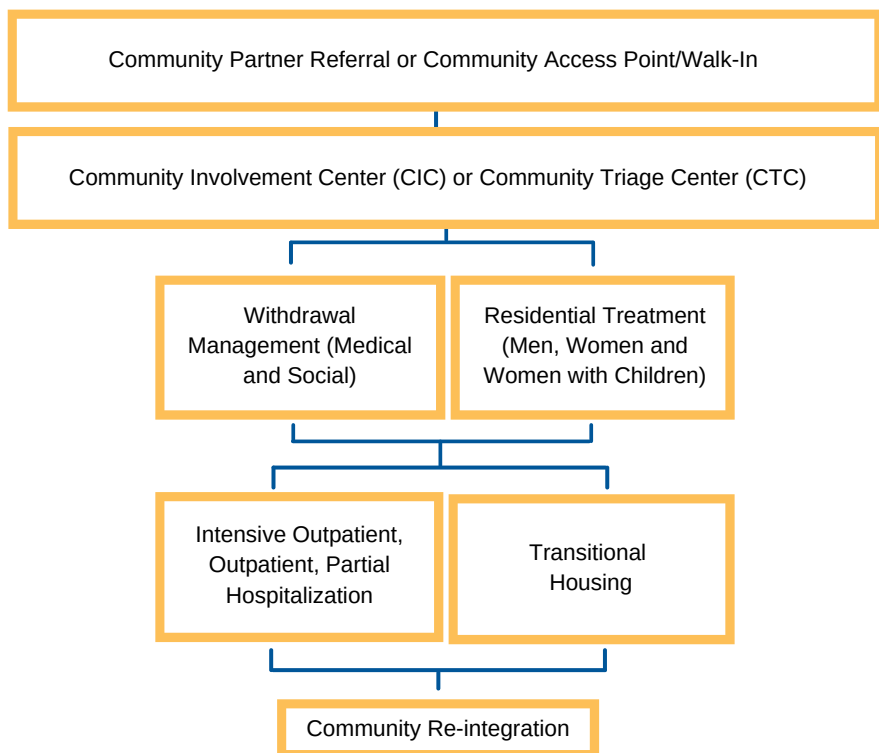 Community Partner Referral or Community Access Point/Walk-In
Community Involvement Center (CIC) or Community Triage Center (CTC)
Withdrawal
Management (Medical
and Social)
Residential Treatment
(Men, Women and
Women with Children)
Intensive Outpatient,
Outpatient, Partial
Hospitalization
Transitional
Housing
Community Re-integration